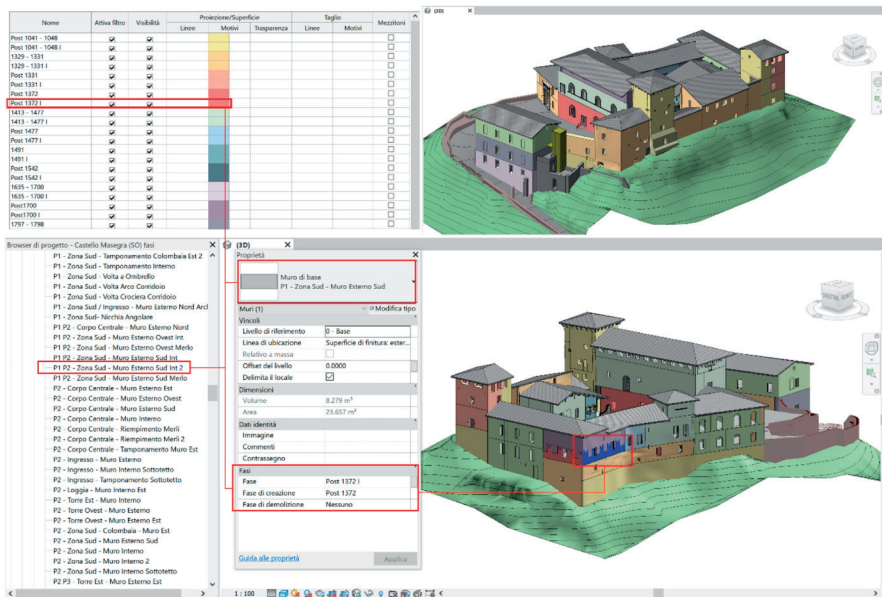 Nome Attiva filtro Visibilità Proiezione/Superficie Taglio Mezzitoni
Linee Motivi Trasparenza Linee Motivi
Post 1041 - 1048
Post 1041 - 1048 I
1329 - 1331
1329 - 1331 I
Post 1331
Post 1331 I
Post 1372
Post 1372 I
1413 - 1477
1413 - 1477 I
Post 1477
Post 1477 I
1491
1491 I
Post 1542
Post 1542 I
1635 - 1700
1635 - 1700 I
Post1700
Post1700 I
1797 - 1798
(3D) X
Browser di progetto - Castello Masegra (SO) fasi X
P1 - Zona Sud - Tamponamento Colombaia Est 2
P1 - Zona Sud - Tamponamento Interno
P1 - Zona Sud - Volta a Ombrello
P1 - Zona Sud - Volta Arco Corridoio
P1 - Zona Sud - Volta Crociera Corridoio
P1 - Zona Sud / Ingresso - Muro Esterno Nord Arcl
P1 - Zona Sud- Nicchia Angolare
P1 P2 - Corpo Centrale - Muro Esterno Nord
P1 P2 - Zona Sud - Muro Esterno Ovest Int
P1 P2 - Zona Sud - Muro Esterno Ovest Merlo
P1 P2 - Zona Sud - Muro Esterno Sud Int
P1 P2 - Zona Sud - Muro Esterno Sud Int 2
P1 P2 - Zona Sud - Muro Esterno Sud Merlo
P2 - Corpo Centrale - Muro Esterno Est
P2 - Corpo Centrale - Muro Esterno Ovest
P2 - Corpo Centrale - Muro Esterno Sud
P2 - Corpo Centrale - Muro Interno
P2 - Corpo Centrale - Riempimento Merli
P2 - Corpo Centrale - Riempimento Merli 2
P2 - Corpo Centrale - Tamponamento Muro Est
P2 - Ingresso - Muro Esterno
P2 - Ingresso - Muro Interno Sottotetto
P2 - Ingresso - Tamponamento Sottotetto
P2 - Loggia - Muro Interno Est
P2 - Torre Est - Muro Interno
P2 - Torre Ovest - Muro Esterno
P2 - Torre Ovest - Muro Esterno Est
P2 - Zona Sud - Colombaia - Muro Est
P2 - Zona Sud - Muro Esterno Sud
P2 - Zona Sud - Muro Interno
P2 - Zona Sud - Muro Interno 2
P2 - Zona Sud - Muro Interno Sottotetto
P2 P3 - Torre Est - Muro Esterno Est
(3D) X
Proprietà X
Muro di base
P1 - Zona Sud - Muro Esterno Sud
Muri (1) Modifica tipo
Vincoli
Livello di riferimento 0 - Base
Linea di ubicazione Superficie di finitura: ester...
Relativo a massa
Offset del livello 0.0000
Delimita il locale
Dimensioni
Volume 8.279 m³
Area 23.657 m²
Dati identità
Immagine
Commenti
Contrassegno
Fasi
Fase Post 1372 I
Fase di creazione Post 1372
Fase di demolizione Nessuno
Guida alle proprietà Applica
1 : 100